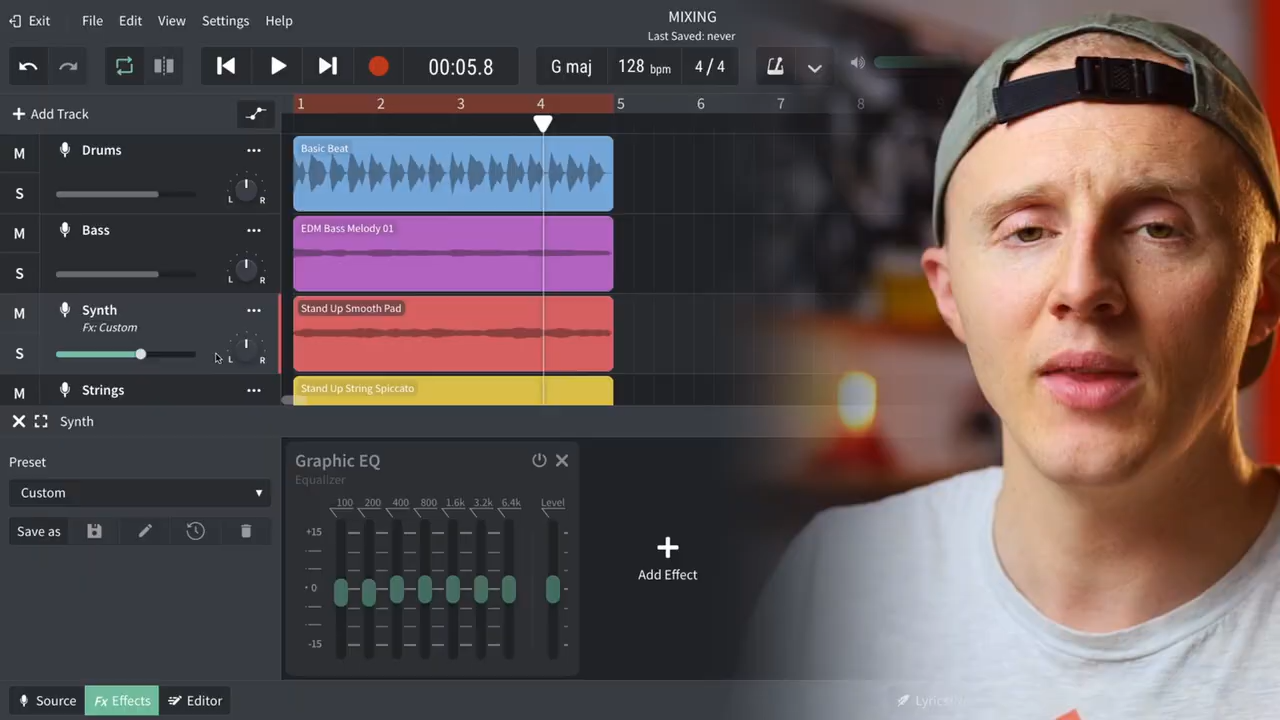 Exit File Edit View Settings Help
MIXING
Last Saved: never
00:05.8 G maj 128 bpm 4 / 4
Add Track
1 2 3 4 5 6 7 8
M Drums
S L R
Basic Beat
M Bass
S L R
EDM Bass Melody 01
M Synth
Fx: Custom
S L R
Stand Up Smooth Pad
M Strings
Stand Up String Spiccato
Synth
Preset
Custom
Save as
Graphic EQ
Equalizer
100 200 400 800 1.6k 3.2k 6.4k Level
+15
0
-15
Add Effect
Source Fx Effects Editor
Lyrics